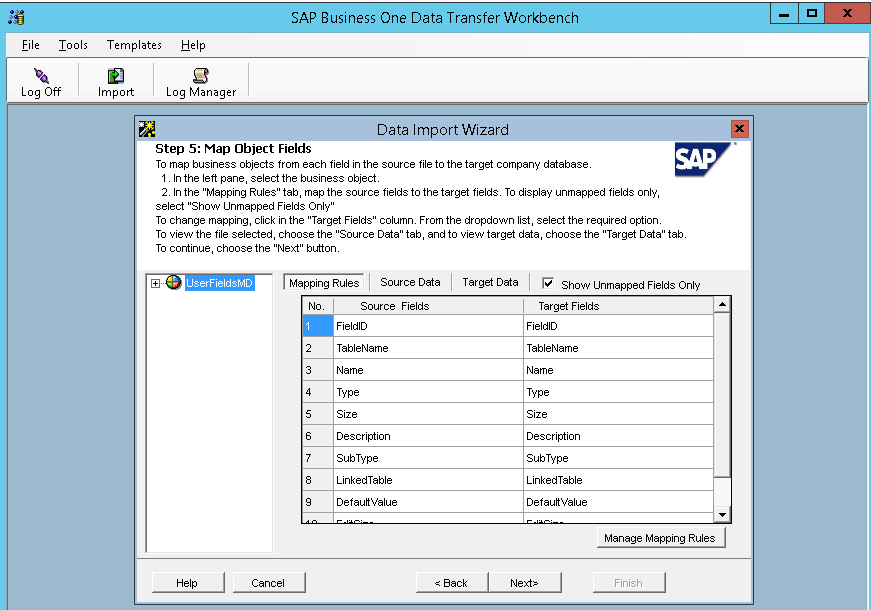 SAP Business One Data Transfer Workbench
File Tools Templates Help
Log Off Import Log Manager
Data Import Wizard
Step 5: Map Object Fields
SAP
To map business objects from each field in the source file to the target company database.
1. In the left pane, select the business object.
2. In the "Mapping Rules" tab, map the source fields to the target fields. To display unmapped fields only,
select "Show Unmapped Fields Only"
To change mapping, click in the "Target Fields" column. From the dropdown list, select the required option.
To view the file selected, choose the "Source Data" tab, and to view target data, choose the "Target Data" tab.
To continue, choose the "Next" button.
UserFieldsMD
Mapping Rules Source Data Target Data Show Unmapped Fields Only
No. Source Fields Target Fields
1 FieldID FieldID
2 TableName TableName
3 Name Name
4 Type Type
5 Size Size
6 Description Description
7 SubType SubType
8 LinkedTable LinkedTable
9 DefaultValue DefaultValue
10 EditSize EditSize
Manage Mapping Rules
Help Cancel < Back Next> Finish